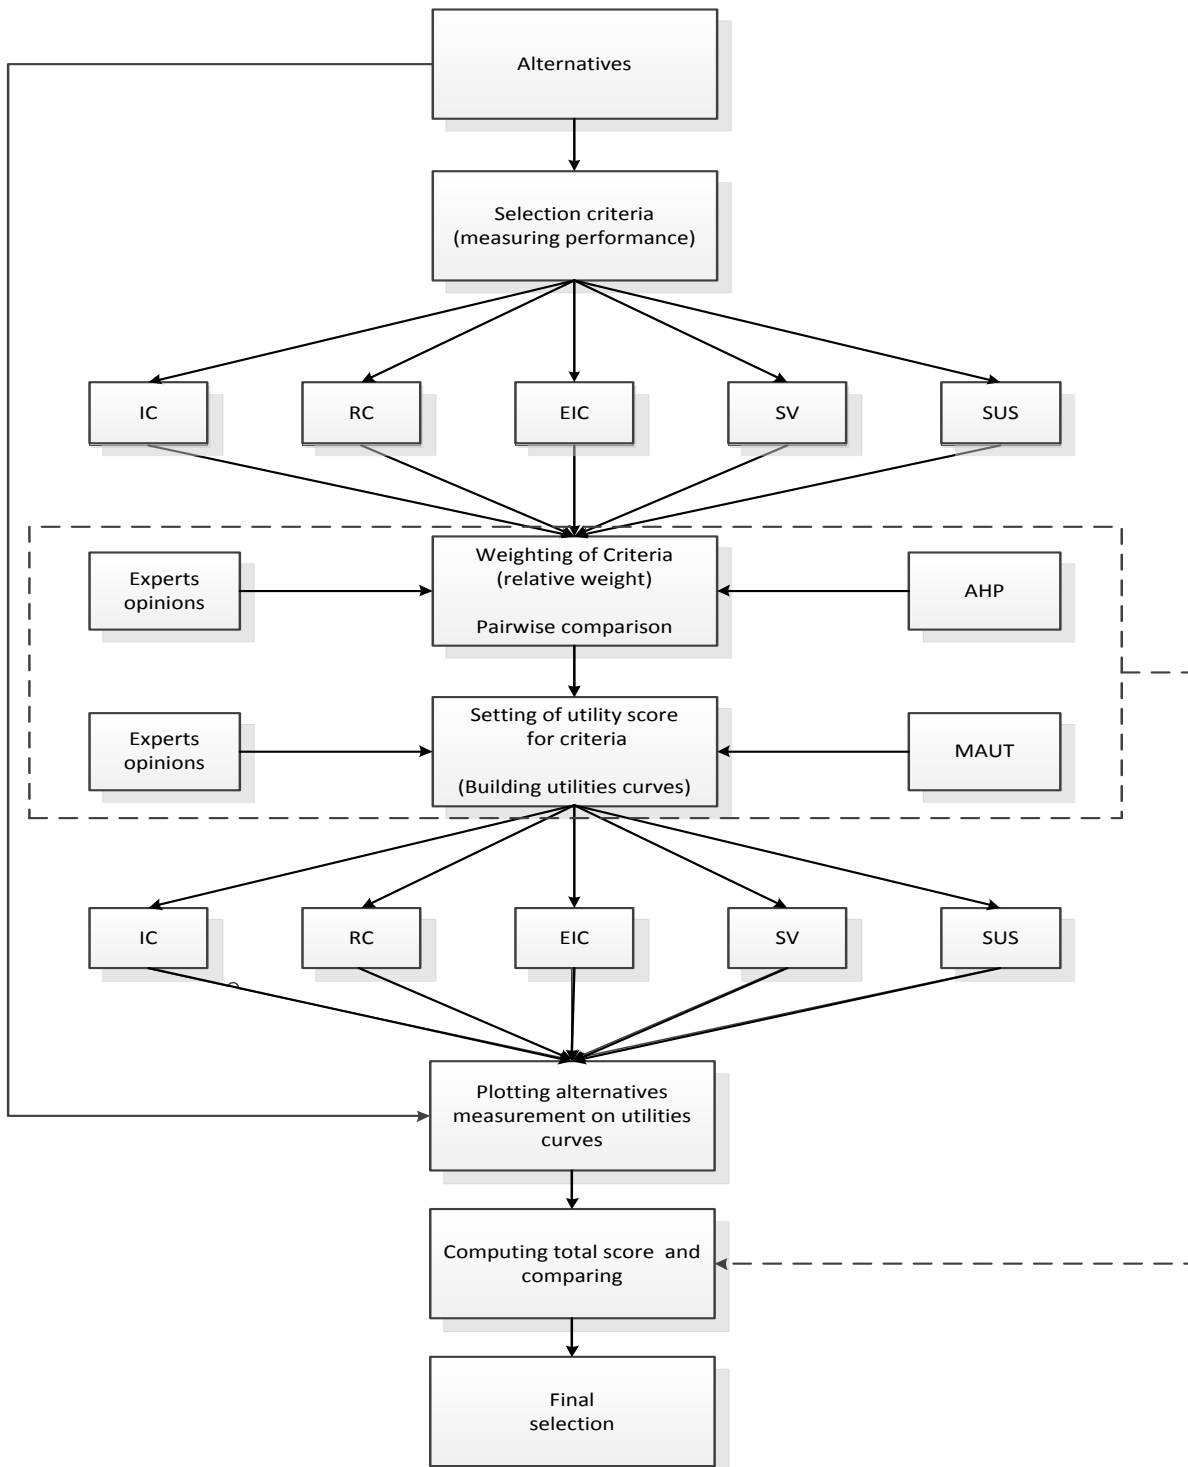 Alternatives
Selection criteria
(measuring performance)
IC
RC
EIC
SV
SUS
Weighting of Criteria
(relative weight)
Pairwise comparison
Experts
opinions
AHP
Setting of utility score
for criteria
(Building utilities curves)
Experts
opinions
MAUT
IC
RC
EIC
SV
SUS
Plotting alternatives
measurement on utilities
curves
Computing total score and
comparing
Final
selection